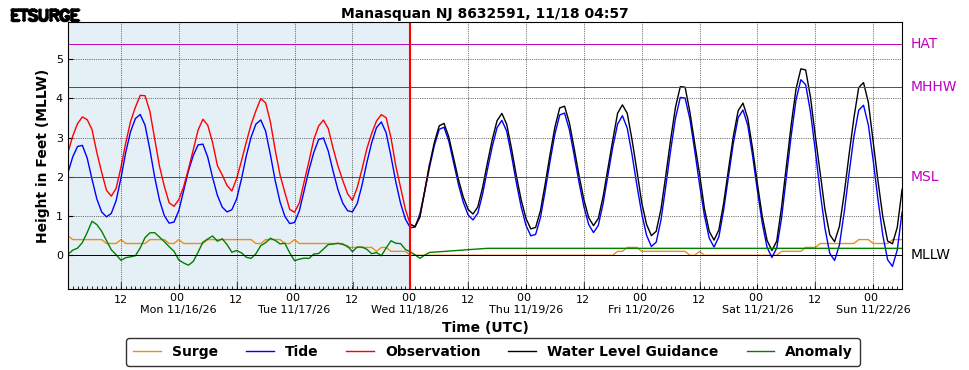 ETSURGE
Manasquan NJ 8632591, 11/18 04:57
HAT
MHHW
MSL
MLLW
Height in Feet (MLLW)
5
4
3
2
1
0
12 00 12 00 12 00 12 00 12 00 12 00 12 00
Mon 11/16/26 Tue 11/17/26 Wed 11/18/26 Thu 11/19/26 Fri 11/20/26 Sat 11/21/26 Sun 11/22/26
Time (UTC)
Surge Tide Observation Water Level Guidance Anomaly